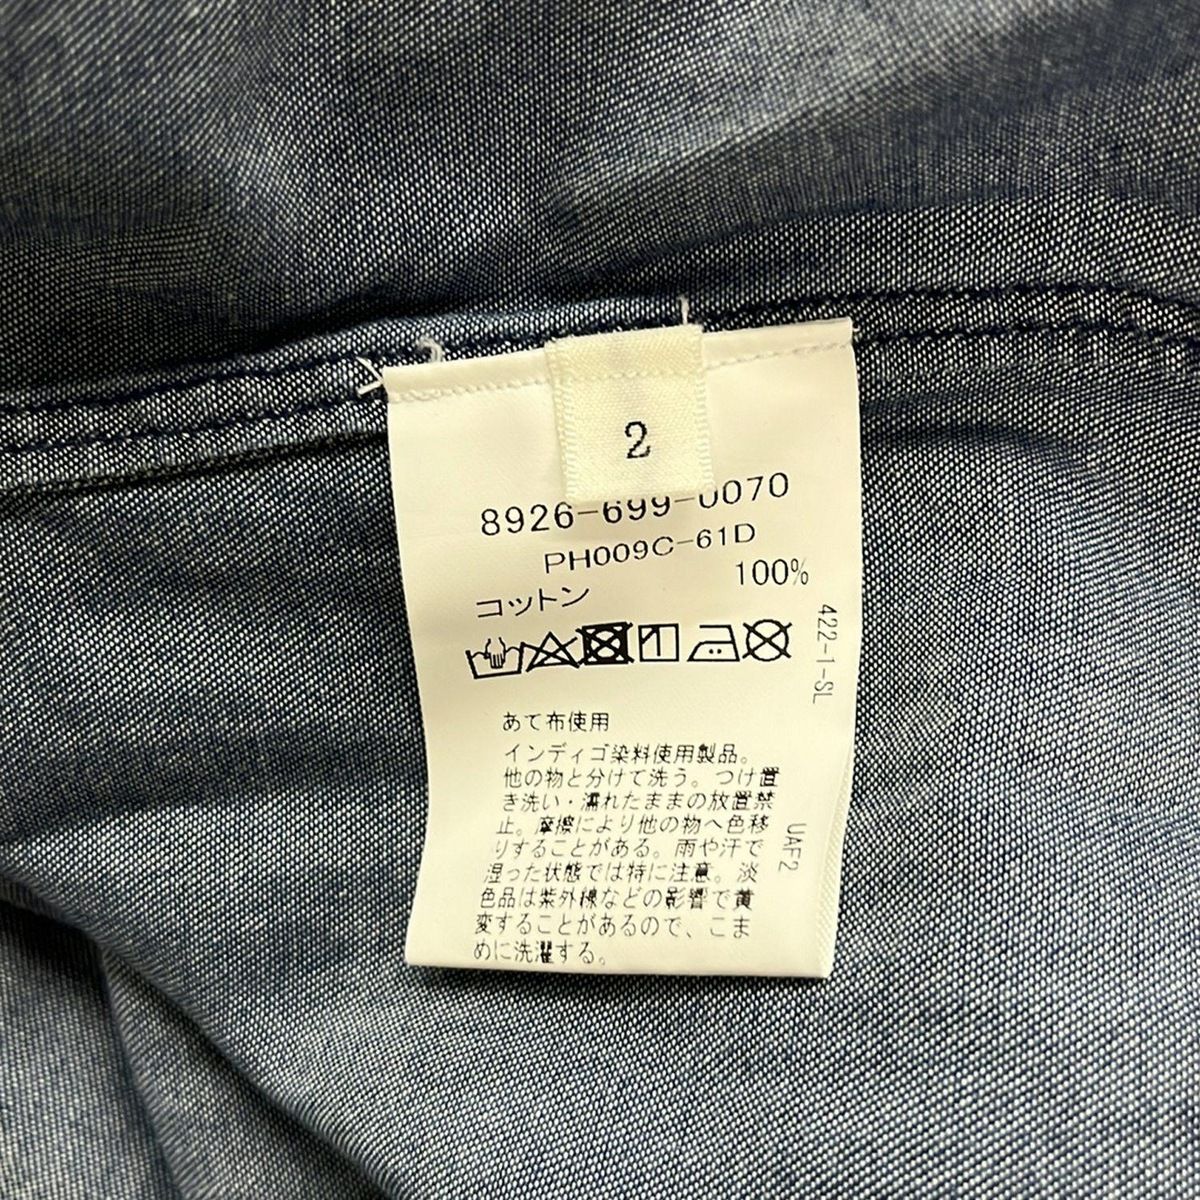 2
8926-699-0070
PH009C-61D
コットン 100%
422-1-SL
あて布使用
インディゴ染料使用製品。
他の物と分けて洗う。つけ置
き洗い・濡れたままの放置禁
止。摩擦により他の物へ色移
りすることがある。雨や汗で
湿った状態では特に注意。淡
色品は紫外線などの影響で黄
変することがあるので、こま
めに洗濯する。
UAF2